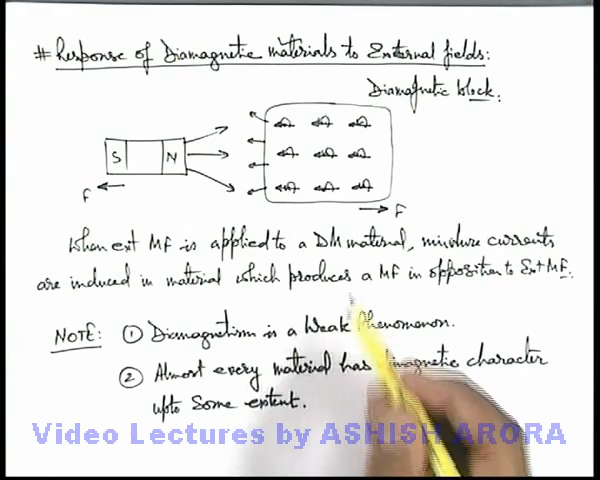 # Response of Diamagnetic materials to External fields:
Diamagnetic block.
S N
F
F
When ext MF is applied to a DM material, minature currents
are induced in material which produces a MF in opposition to Ext MF.
NOTE: ① Diamagnetism is a Weak Phenomenon.
② Almost every material has diamagnetic character
upto some extent.
Video Lectures by ASHISH ARORA